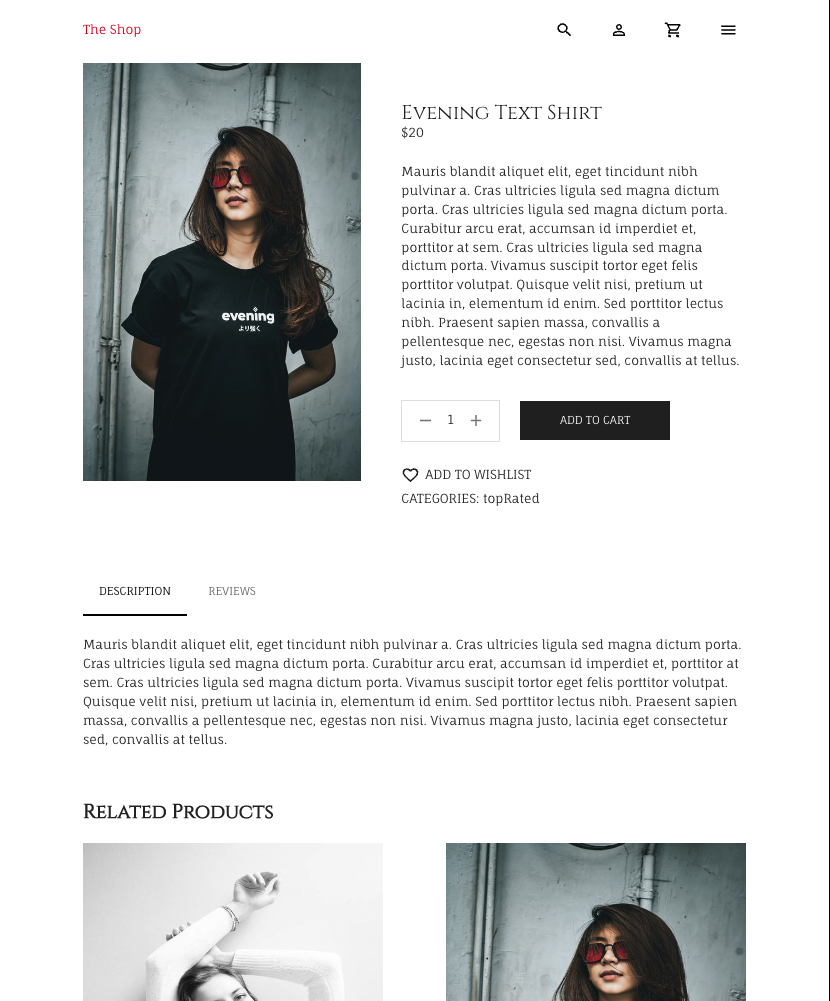 The Shop
evening
より強く
Evening Text Shirt
$20
Mauris blandit aliquet elit, eget tincidunt nibh
pulvinar a. Cras ultricies ligula sed magna dictum
porta. Cras ultricies ligula sed magna dictum porta.
Curabitur arcu erat, accumsan id imperdiet et,
porttitor at sem. Cras ultricies ligula sed magna
dictum porta. Vivamus suscipit tortor eget felis
porttitor volutpat. Quisque velit nisi, pretium ut
lacinia in, elementum id enim. Sed porttitor lectus
nibh. Praesent sapien massa, convallis a
pellentesque nec, egestas non nisi. Vivamus magna
justo, lacinia eget consectetur sed, convallis at tellus.
1
ADD TO CART
ADD TO WISHLIST
CATEGORIES: topRated
DESCRIPTION
REVIEWS
Mauris blandit aliquet elit, eget tincidunt nibh pulvinar a. Cras ultricies ligula sed magna dictum porta.
Cras ultricies ligula sed magna dictum porta. Curabitur arcu erat, accumsan id imperdiet et, porttitor at
sem. Cras ultricies ligula sed magna dictum porta. Vivamus suscipit tortor eget felis porttitor volutpat.
Quisque velit nisi, pretium ut lacinia in, elementum id enim. Sed porttitor lectus nibh. Praesent sapien
massa, convallis a pellentesque nec, egestas non nisi. Vivamus magna justo, lacinia eget consectetur
sed, convallis at tellus.
Related Products